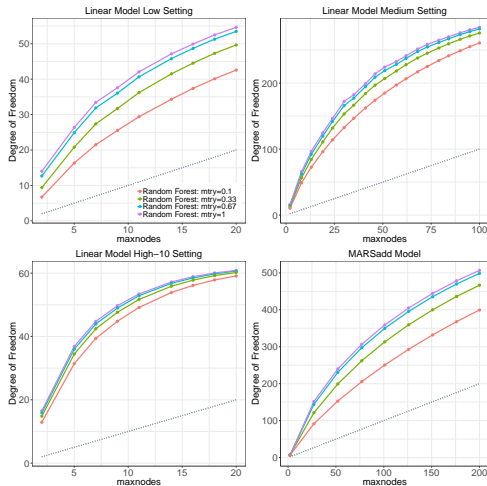 Linear Model Low Setting
Degree of Freedom
50
40
30
20
10
0
Random Forest: mtry=0.1
Random Forest: mtry=0.33
Random Forest: mtry=0.67
Random Forest: mtry=1
5 10 15 20
maxnodes
Linear Model Medium Setting
Degree of Freedom
200
100
0
0 25 50 75 100
maxnodes
Linear Model High−10 Setting
Degree of Freedom
60
40
20
0
5 10 15 20
maxnodes
MARSadd Model
Degree of Freedom
500
400
300
200
100
0
0 50 100 150 200
maxnodes